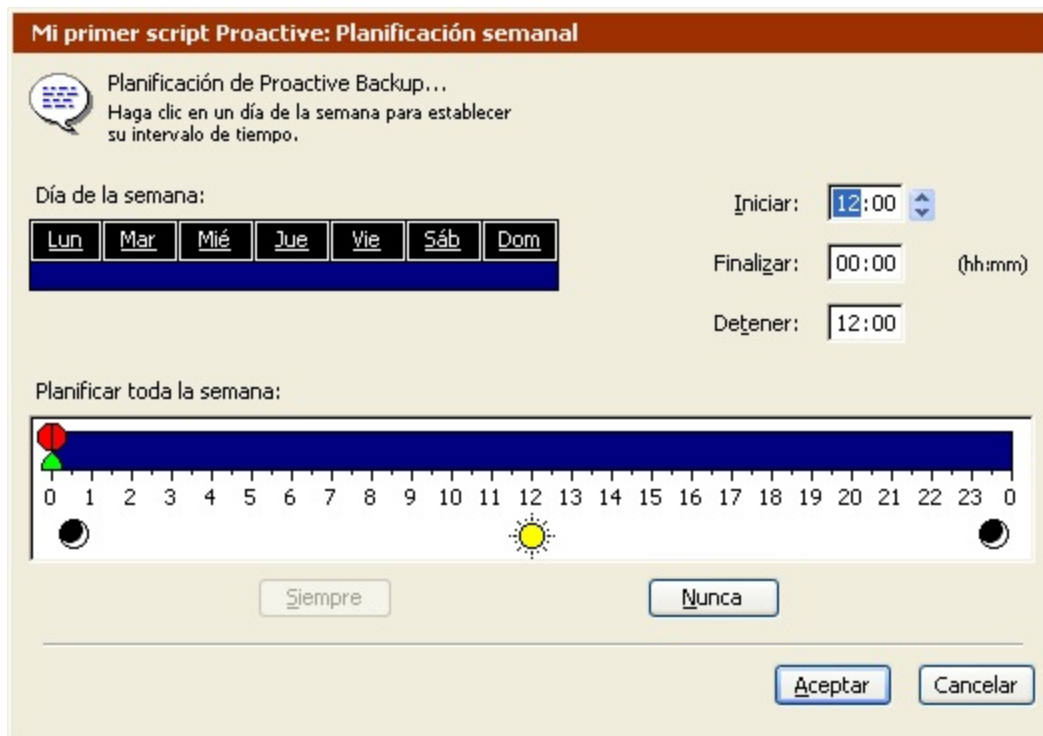 Mi primer script Proactive: Planificación semanal
Planificación de Proactive Backup...
Haga clic en un día de la semana para establecer
su intervalo de tiempo.
Día de la semana:
Lun Mar Mié Jue Vie Sáb Dom
Iniciar: 12:00
Finalizar: 00:00 (hh:mm)
Detener: 12:00
Planificar toda la semana:
0 1 2 3 4 5 6 7 8 9 10 11 12 13 14 15 16 17 18 19 20 21 22 23 0
Siempre Nunca
Aceptar Cancelar